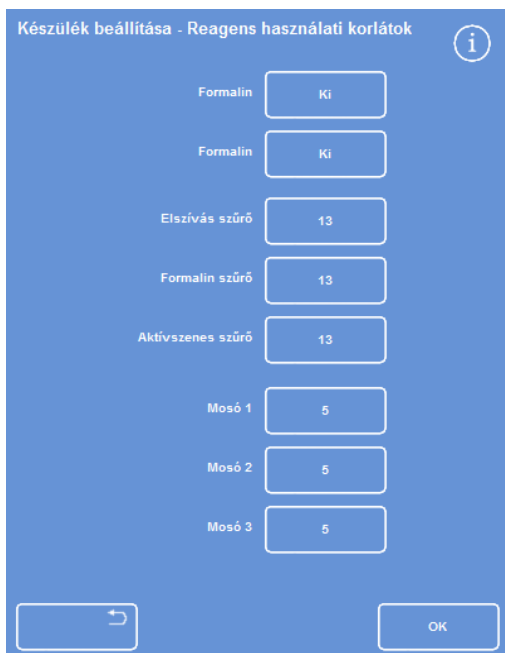 Készülék beállítása - Reagens használati korlátok
i
Formalin Ki
Formalin Ki
Elszívás szűrő 13
Formalin szűrő 13
Aktívszenes szűrő 13
Mosó 1 5
Mosó 2 5
Mosó 3 5
OK